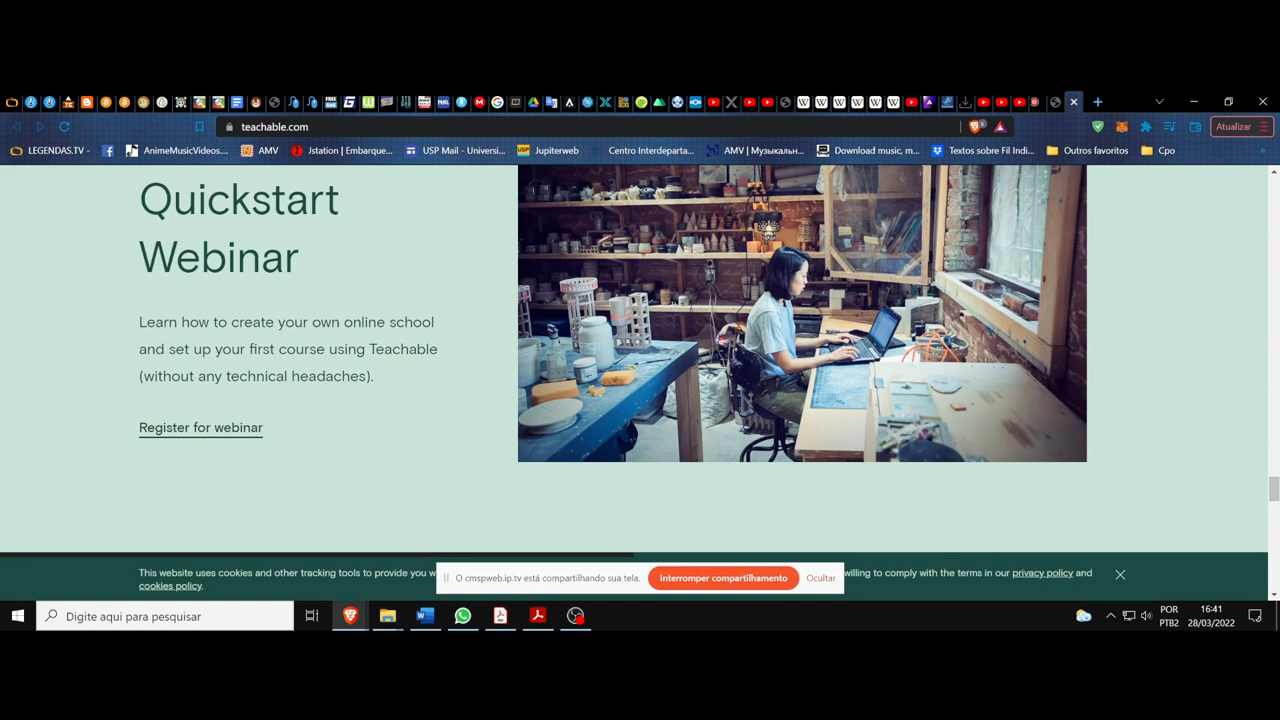 teachable.com
Atualizar
LEGENDAS.TV -
AnimeMusicVideos....
AMV
Jstation | Embarque...
USP Mail - Universi...
Jupiterweb
Centro Interdeparta...
AMV | Музыкальн...
Download music, m...
Textos sobre Fil Indi...
Outros favoritos
Cpo
»
Quickstart
Webinar
Learn how to create your own online school
and set up your first course using Teachable
(without any technical headaches).
Register for webinar
This website uses cookies and other tracking tools to provide you w
willing to comply with the terms in our privacy policy and
cookies policy.
O cmspweb.ip.tv está compartilhando sua tela.
Interromper compartilhamento
Ocultar
Digite aqui para pesquisar
POR
PTB2
16:41
28/03/2022